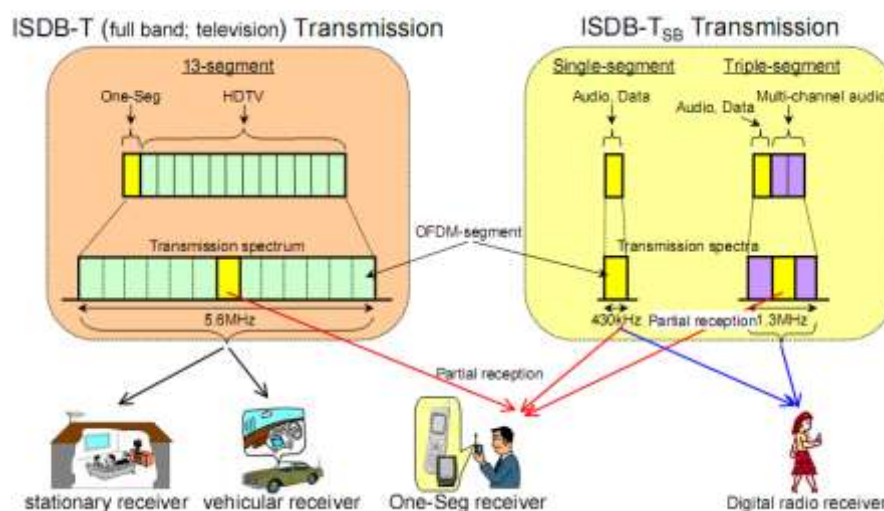 ISDB-T (full band; television) Transmission
13-segment
One-Seg
HDTV
Transmission spectrum
5.6MHz
OFDM-segment
ISDB-T_SB Transmission
Single-segment
Triple-segment
Audio, Data
Audio, Data
Multi-channel audio
Transmission spectra
430kHz
Partial reception
1.3MHz
Partial reception
stationary receiver
vehicular receiver
One-Seg receiver
Digital radio receiver